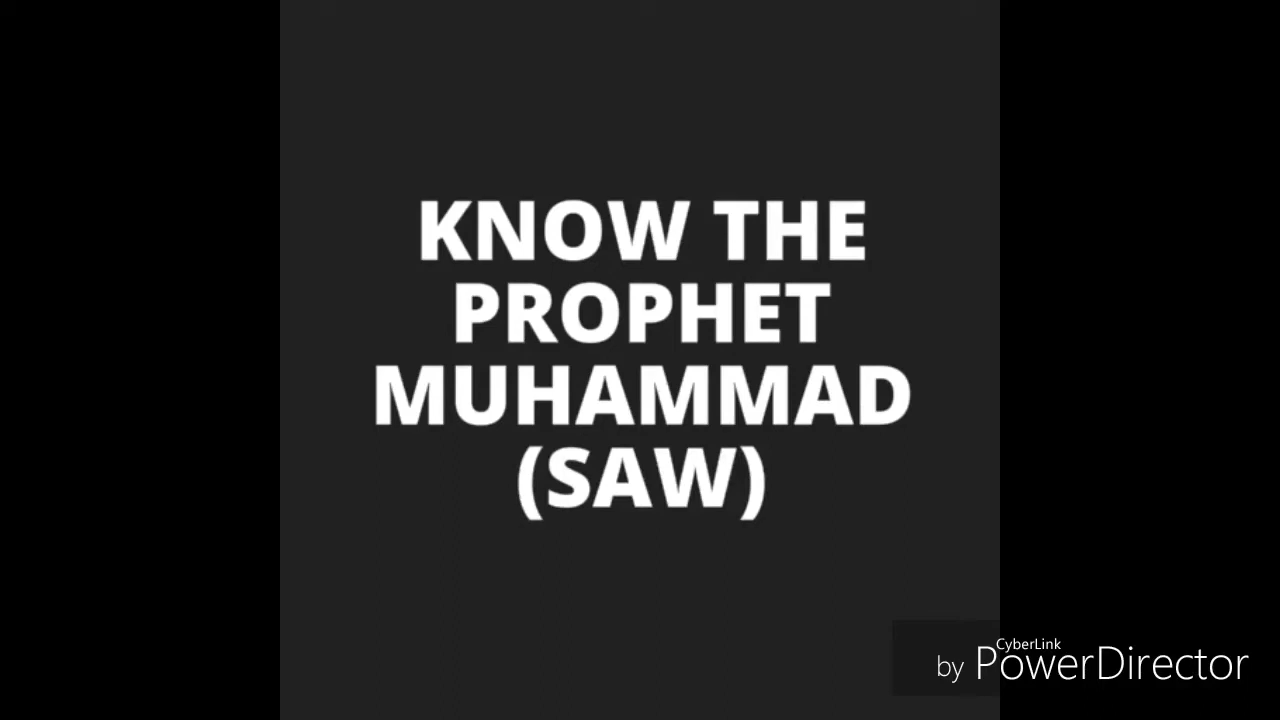 KNOW THE
PROPHET
MUHAMMAD
(SAW)
CyberLink
by PowerDirector